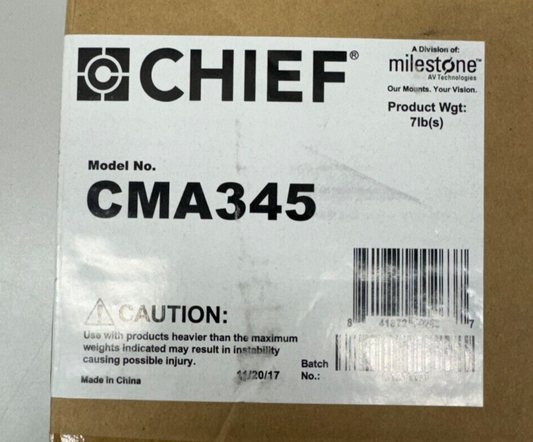 CHIEF®
A Division of:
milestone™
AV Technologies
Our Mounts. Your Vision.
Product Wgt:
7lb(s)
Model No.
CMA345
CAUTION:
Use with products heavier than the maximum
weights indicated may result in instability
causing possible injury.
Made in China
11/20/17
Batch
No.: